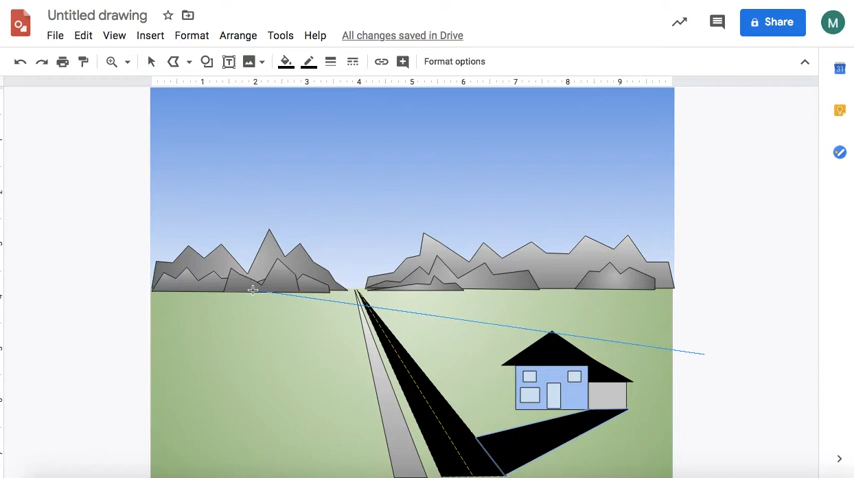 Untitled drawing
File Edit View Insert Format Arrange Tools Help All changes saved in Drive
Share
M
Format options
1 2 3 4 5 6 7 8 9